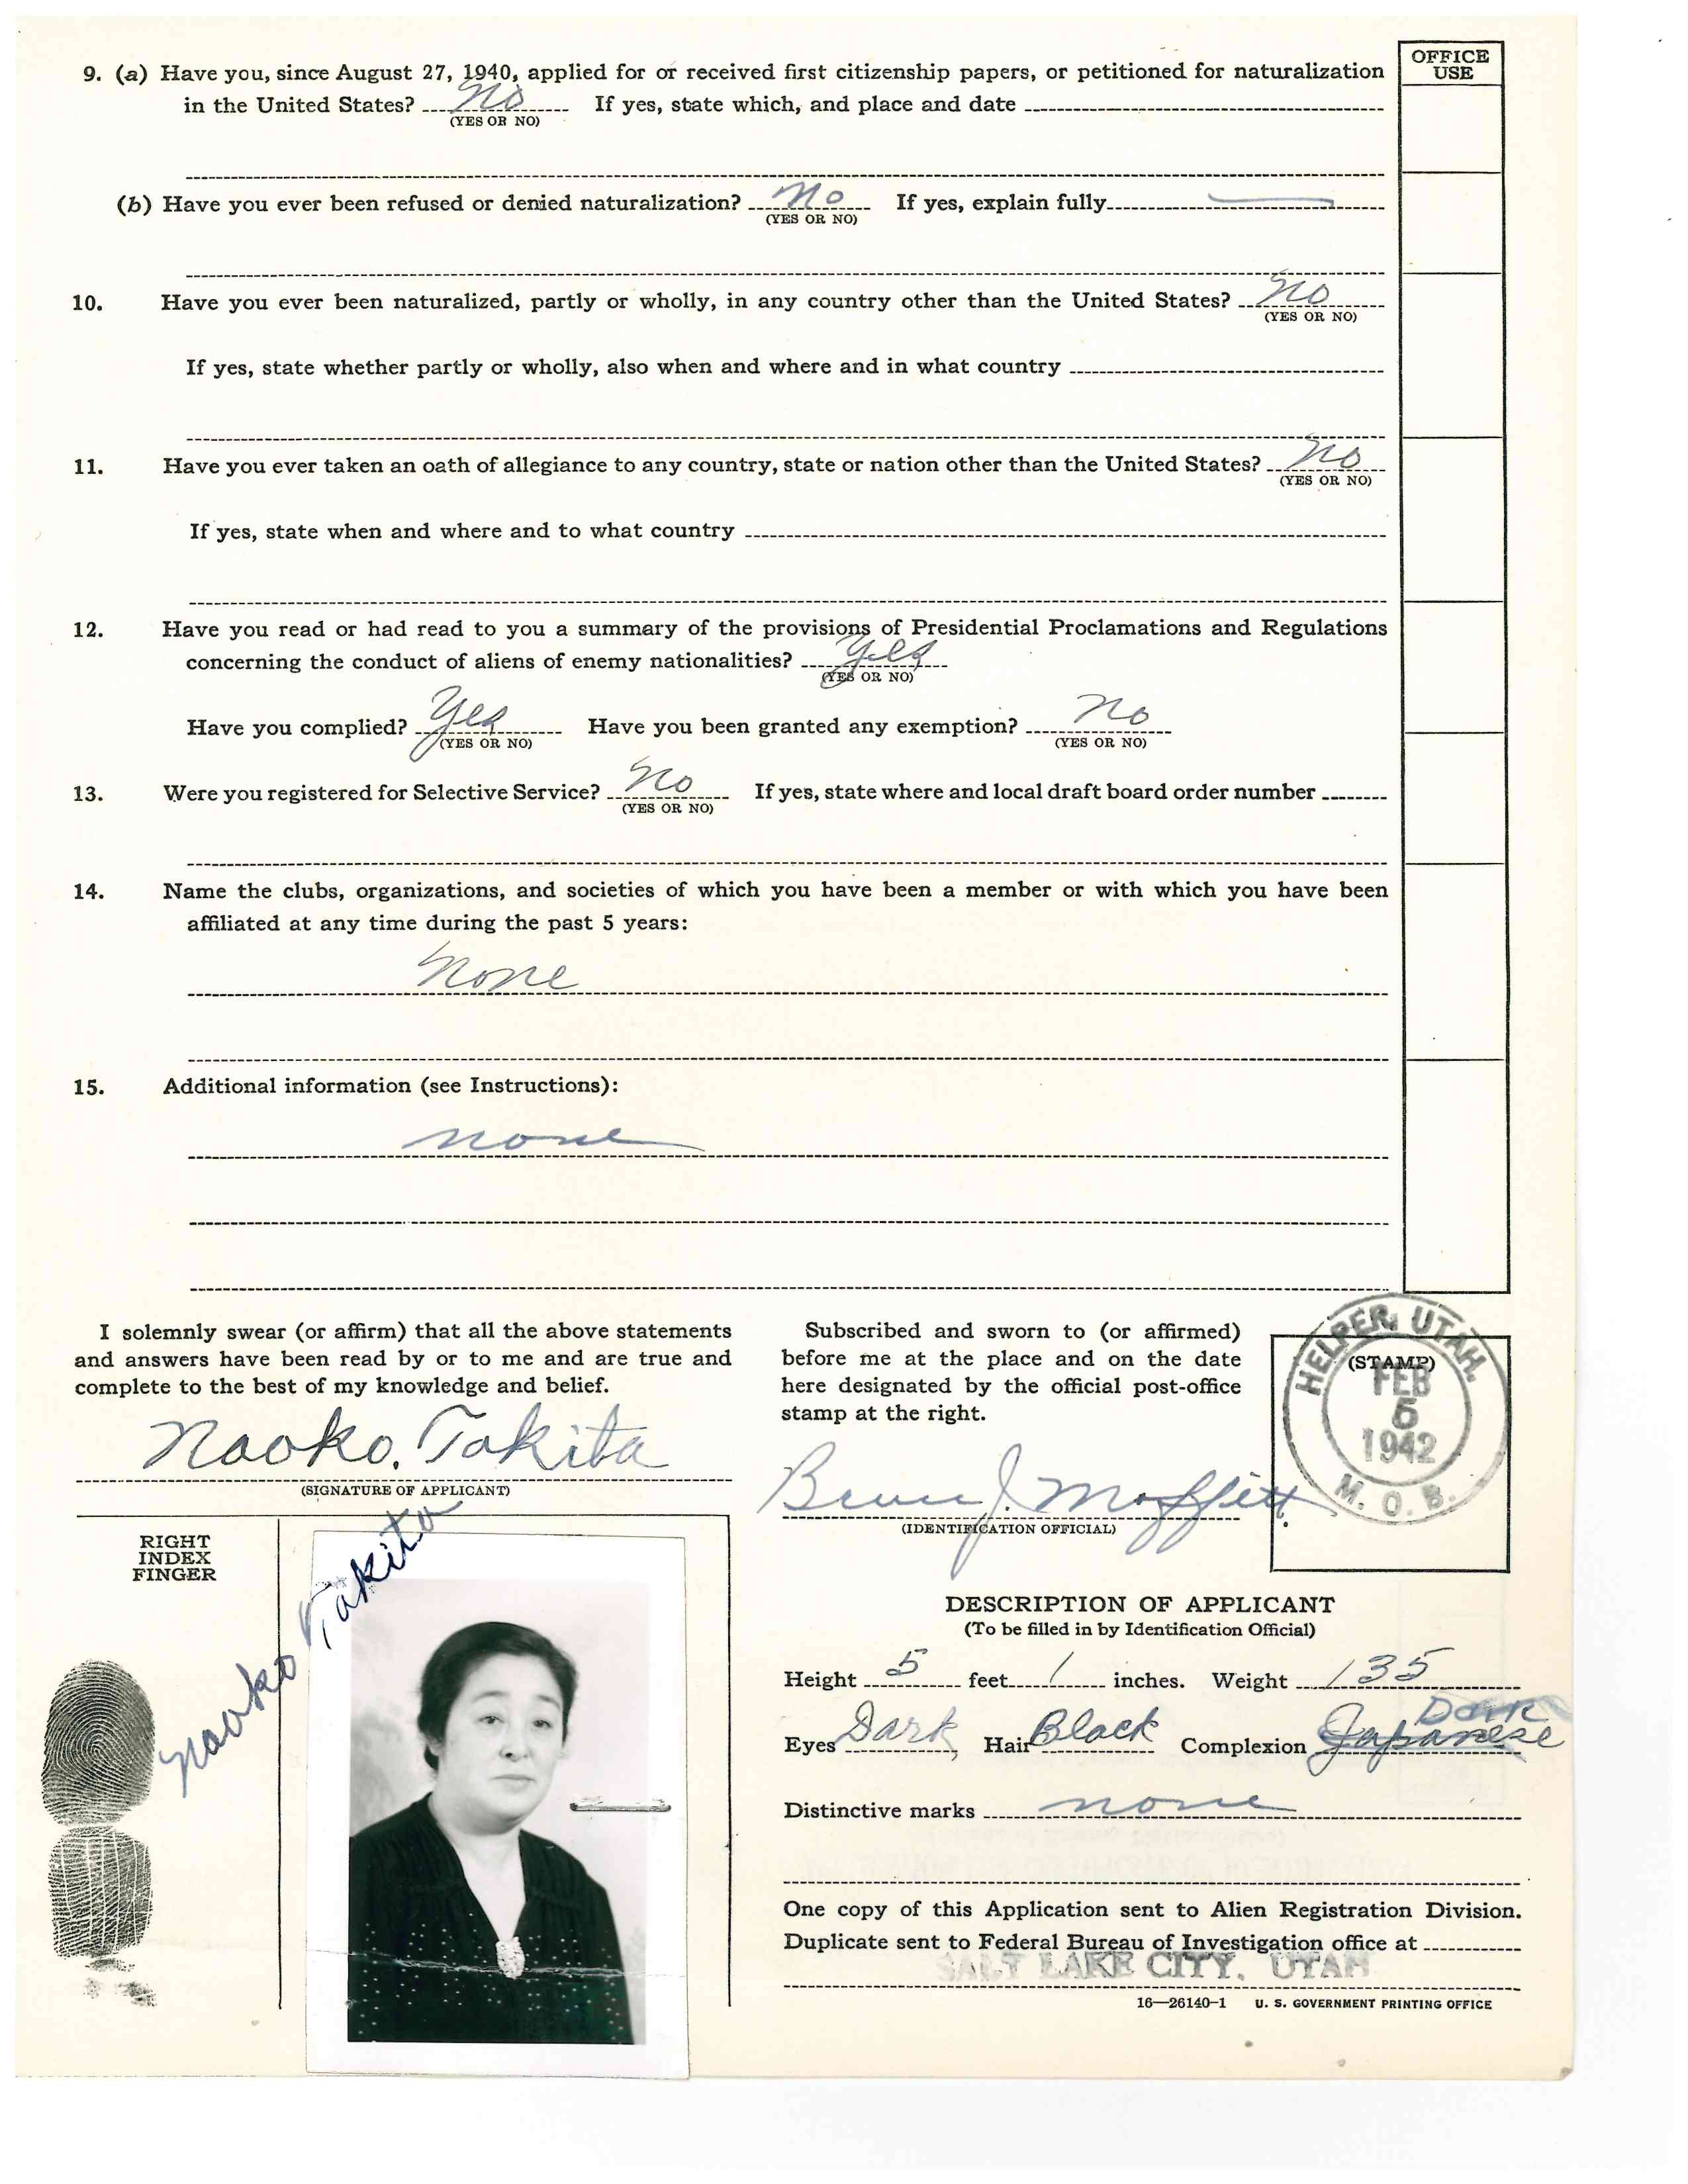 OFFICE
USE
9. (a) Have you, since August 27, 1940, applied for or received first citizenship papers, or petitioned for naturalization
in the United States? No If yes, state which, and place and date
(YES OR NO)
(b) Have you ever been refused or denied naturalization? No If yes, explain fully
(YES OR NO)
10. Have you ever been naturalized, partly or wholly, in any country other than the United States? No
(YES OR NO)
If yes, state whether partly or wholly, also when and where and in what country
11. Have you ever taken an oath of allegiance to any country, state or nation other than the United States? No
(YES OR NO)
If yes, state when and where and to what country
12. Have you read or had read to you a summary of the provisions of Presidential Proclamations and Regulations
concerning the conduct of aliens of enemy nationalities? Yes
(YES OR NO)
Have you complied? Yes Have you been granted any exemption? No
(YES OR NO) (YES OR NO)
13. Were you registered for Selective Service? No If yes, state where and local draft board order number
(YES OR NO)
14. Name the clubs, organizations, and societies of which you have been a member or with which you have been
affiliated at any time during the past 5 years:
None
15. Additional information (see Instructions):
none
I solemnly swear (or affirm) that all the above statements
and answers have been read by or to me and are true and
complete to the best of my knowledge and belief.
Naoko. Takita
(SIGNATURE OF APPLICANT)
Subscribed and sworn to (or affirmed)
before me at the place and on the date
here designated by the official post-office
stamp at the right.
Bruce J. Moffitt
(IDENTIFICATION OFFICIAL)
(STAMP)
HELPER, UTAH.
FEB
5
1942
M. O. B.
RIGHT
INDEX
FINGER
Naoko Takita
DESCRIPTION OF APPLICANT
(To be filled in by Identification Official)
Height 5 feet 1 inches. Weight 135
Dark
Eyes Dark, Hair Black Complexion Japanese
Distinctive marks none
One copy of this Application sent to Alien Registration Division.
Duplicate sent to Federal Bureau of Investigation office at
SALT LAKE CITY, UTAH
16—26140-1 U. S. GOVERNMENT PRINTING OFFICE